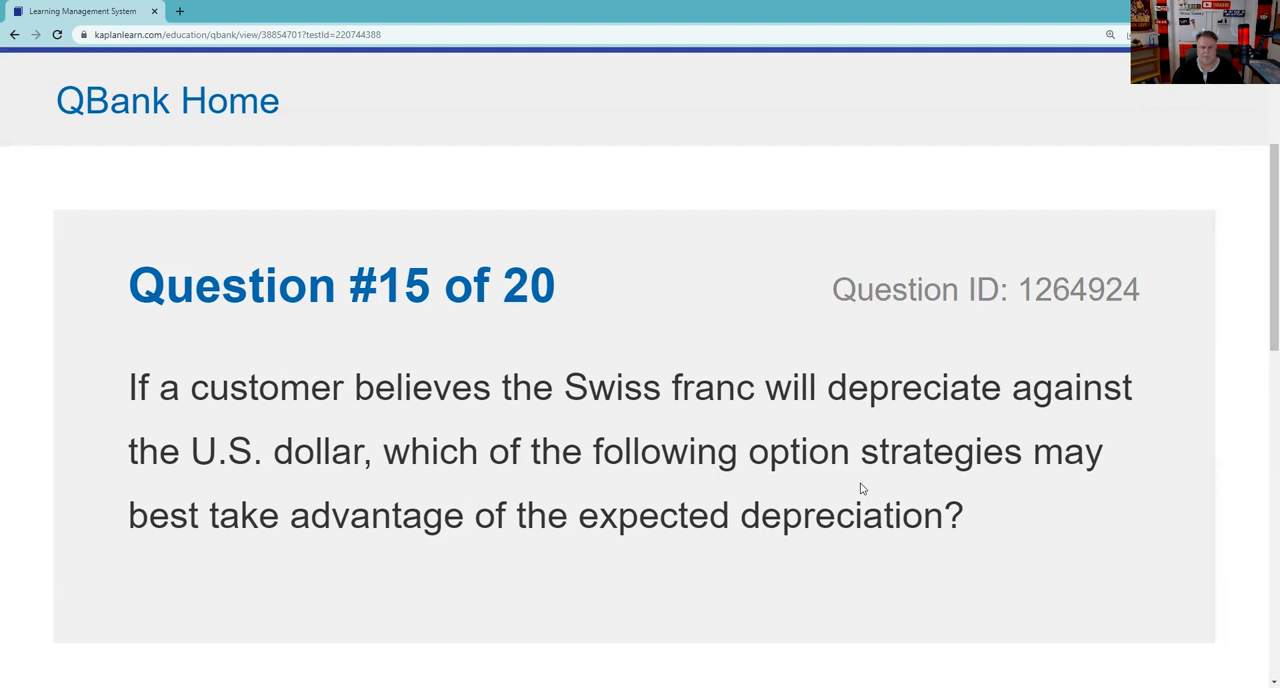 Learning Management System
kaplanlearn.com/education/qbank/view/38854701?testId=220744388
QBank Home
Question #15 of 20
Question ID: 1264924
If a customer believes the Swiss franc will depreciate against
the U.S. dollar, which of the following option strategies may
best take advantage of the expected depreciation?